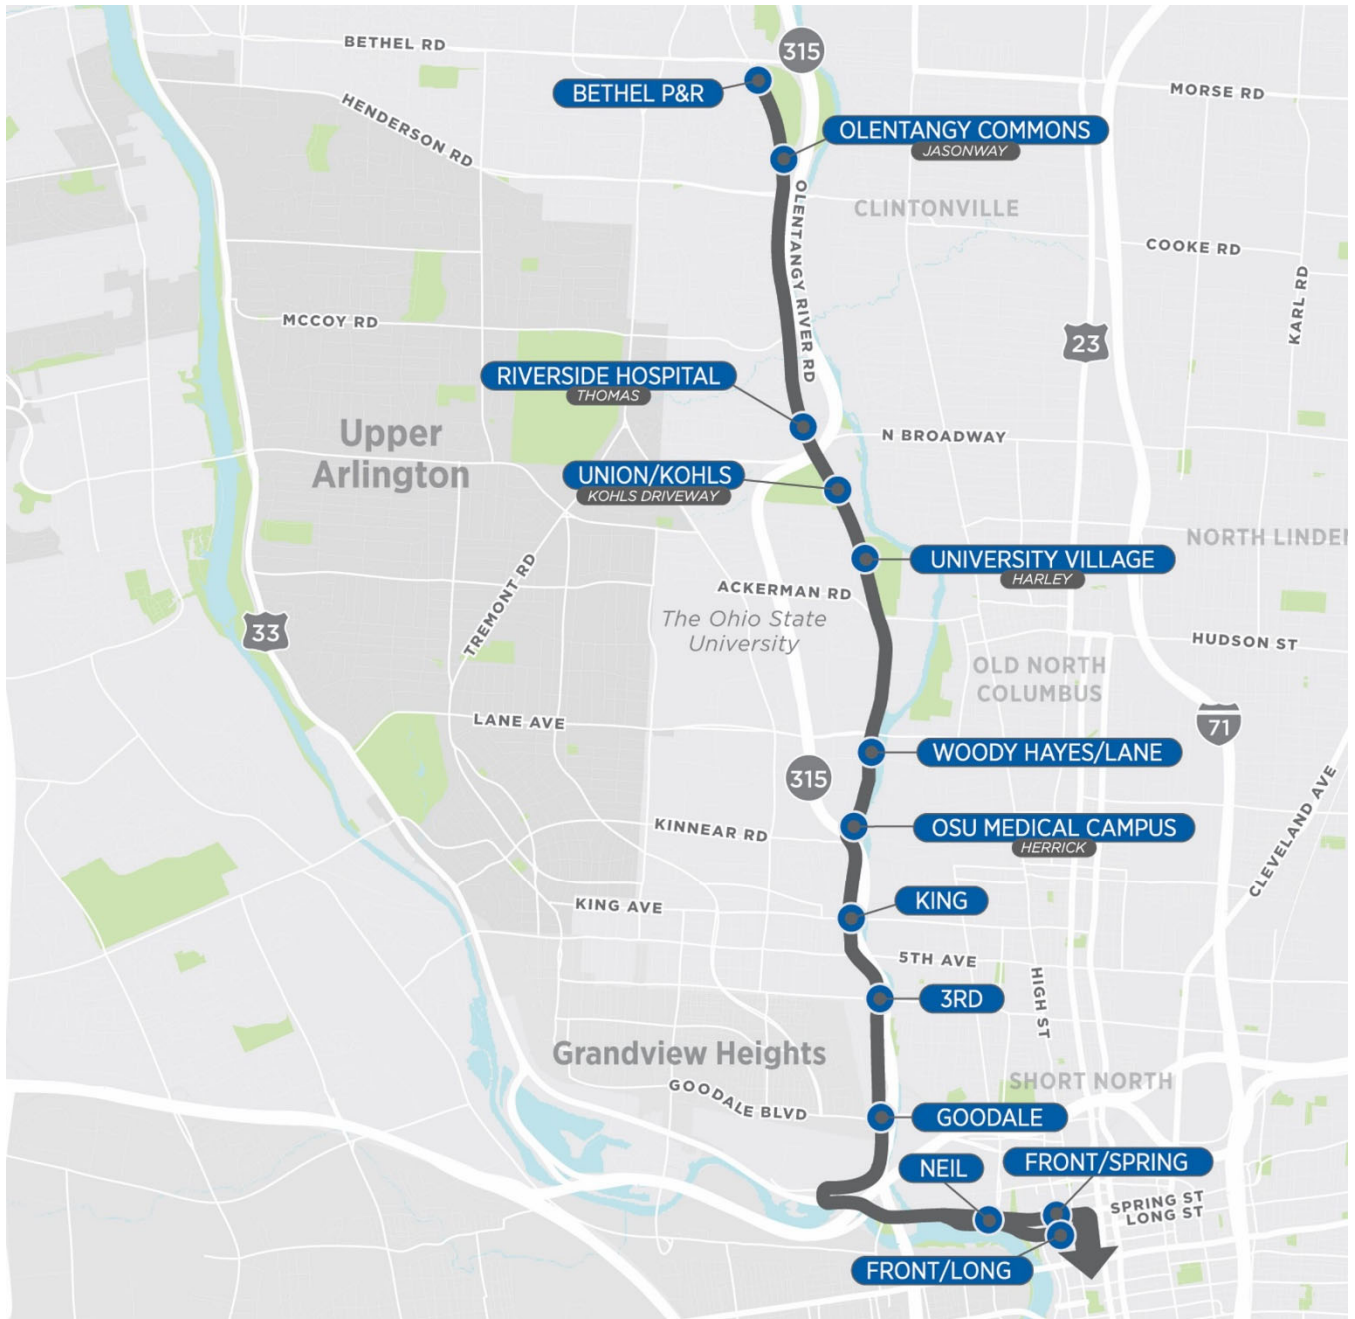 BETHEL RD
315
BETHEL P&R
MORSE RD
HENDERSON RD
OLENTANGY COMMONS
JASONWAY
CLINTONVILLE
OLENTANGY RIVER RD
COOKE RD
KARL RD
MCCOY RD
23
RIVERSIDE HOSPITAL
THOMAS
Upper
Arlington
N BROADWAY
UNION/KOHLS
KOHLS DRIVEWAY
NORTH LINDEN
UNIVERSITY VILLAGE
HARLEY
TREMONT RD
ACKERMAN RD
The Ohio State
University
33
HUDSON ST
OLD NORTH
COLUMBUS
LANE AVE
71
WOODY HAYES/LANE
315
KINNEAR RD
OSU MEDICAL CAMPUS
HERRICK
CLEVELAND AVE
KING AVE
KING
5TH AVE
HIGH ST
3RD
Grandview Heights
SHORT NORTH
GOODALE BLVD
GOODALE
NEIL
FRONT/SPRING
SPRING ST
LONG ST
FRONT/LONG